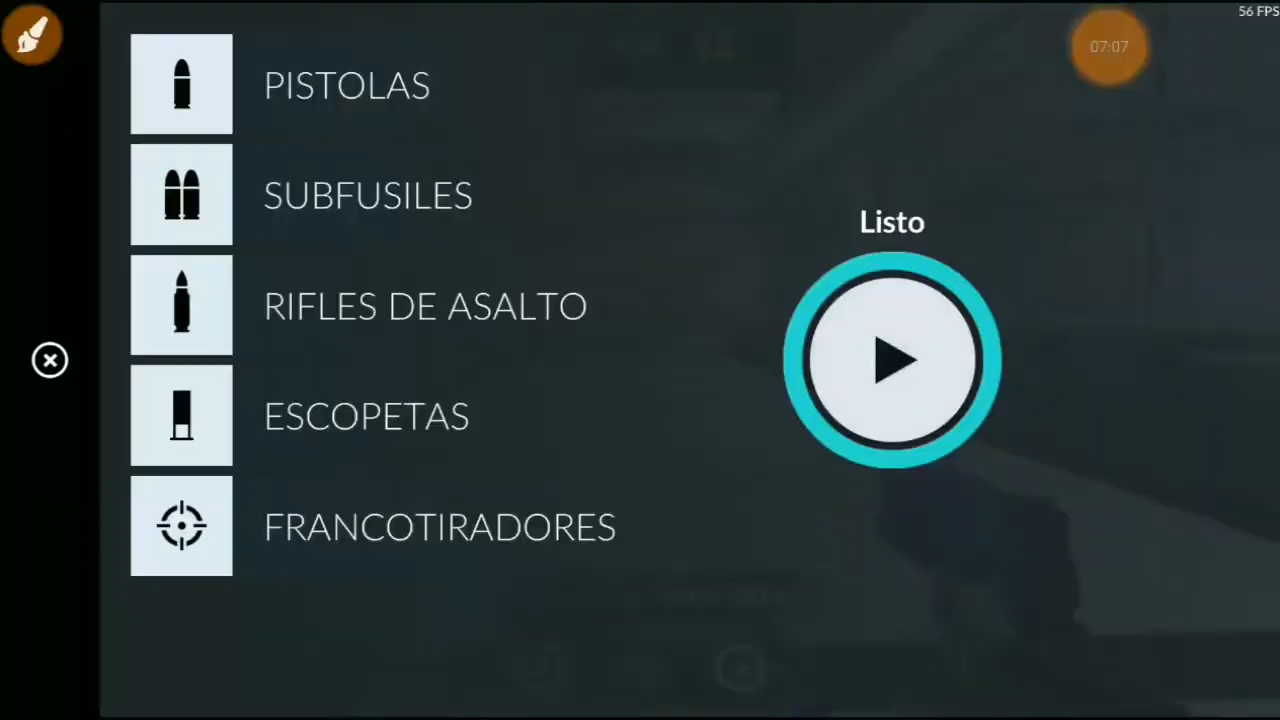 56 FPS
07:07
PISTOLAS
SUBFUSILES
Listo
RIFLES DE ASALTO
ESCOPETAS
FRANCOTIRADORES